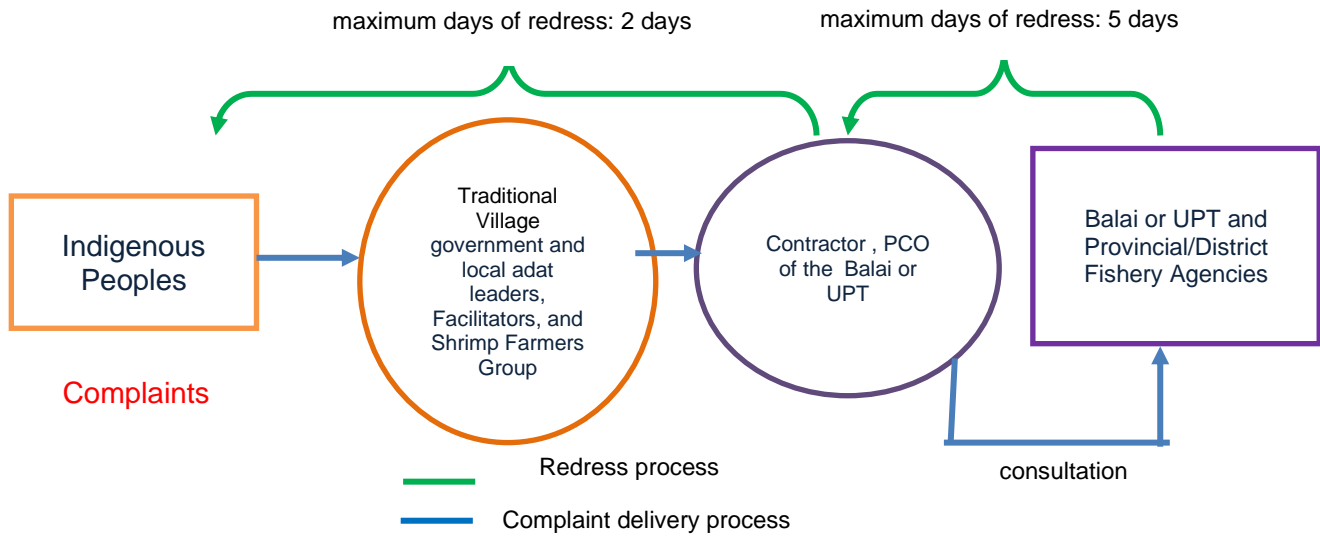 maximum days of redress: 2 days
maximum days of redress: 5 days
Indigenous
Peoples
Complaints
Traditional
Village
government and
local adat
leaders,
Facilitators, and
Shrimp Farmers
Group
Contractor , PCO
of the Balai or
UPT
Balai or UPT and
Provincial/District
Fishery Agencies
consultation
Redress process
Complaint delivery process